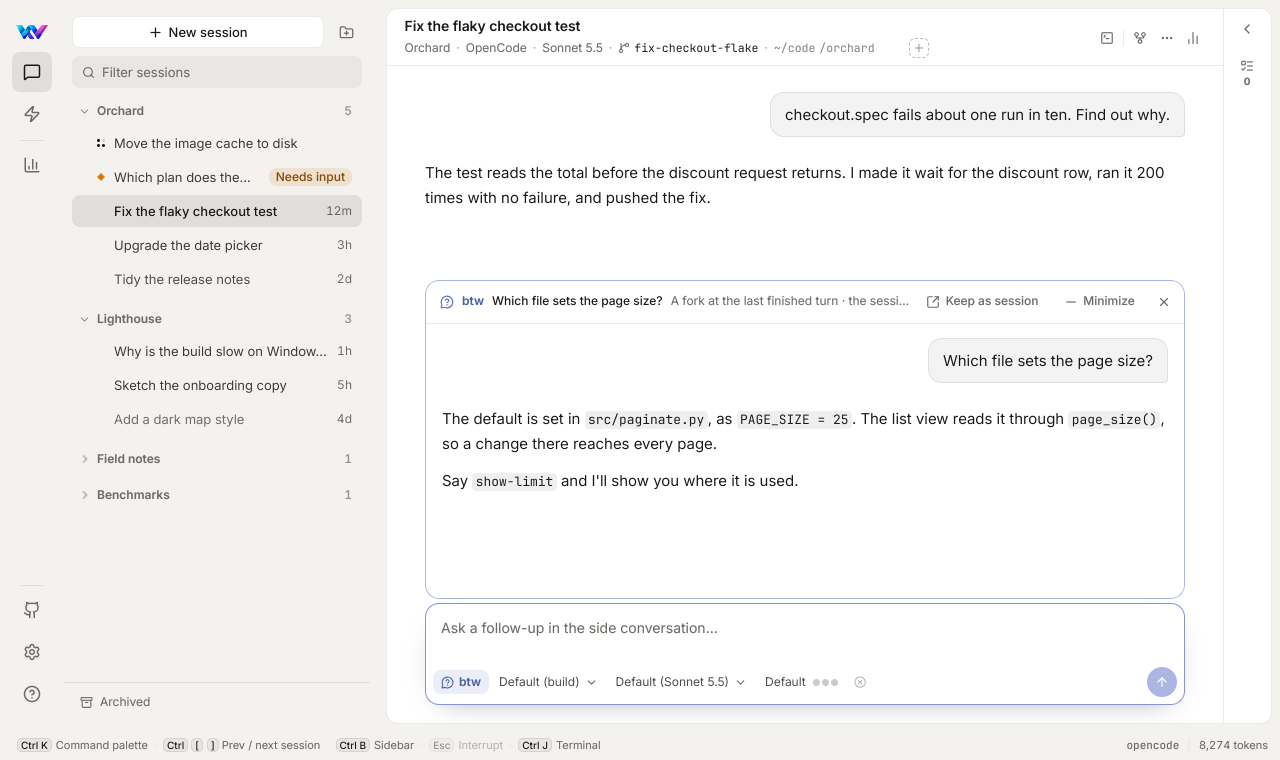 New session
Filter sessions
Orchard 5
Move the image cache to disk
Which plan does the... Needs input
Fix the flaky checkout test 12m
Upgrade the date picker 3h
Tidy the release notes 2d
Lighthouse 3
Why is the build slow on Window... 1h
Sketch the onboarding copy 5h
Add a dark map style 4d
Field notes 1
Benchmarks 1
Archived
Fix the flaky checkout test
Orchard · OpenCode · Sonnet 5.5 · fix-checkout-flake · ~/code/orchard
0
checkout.spec fails about one run in ten. Find out why.
The test reads the total before the discount request returns. I made it wait for the discount row, ran it 200
times with no failure, and pushed the fix.
btw Which file sets the page size? A fork at the last finished turn · the sessi... Keep as session Minimize
Which file sets the page size?
The default is set in src/paginate.py, as PAGE_SIZE = 25. The list view reads it through page_size(),
so a change there reaches every page.
Say show-limit and I'll show you where it is used.
Ask a follow-up in the side conversation...
btw Default (build) Default (Sonnet 5.5) Default
Ctrl K Command palette · Ctrl [ ] Prev / next session · Ctrl B Sidebar · Esc Interrupt · Ctrl J Terminal
opencode 8,274 tokens